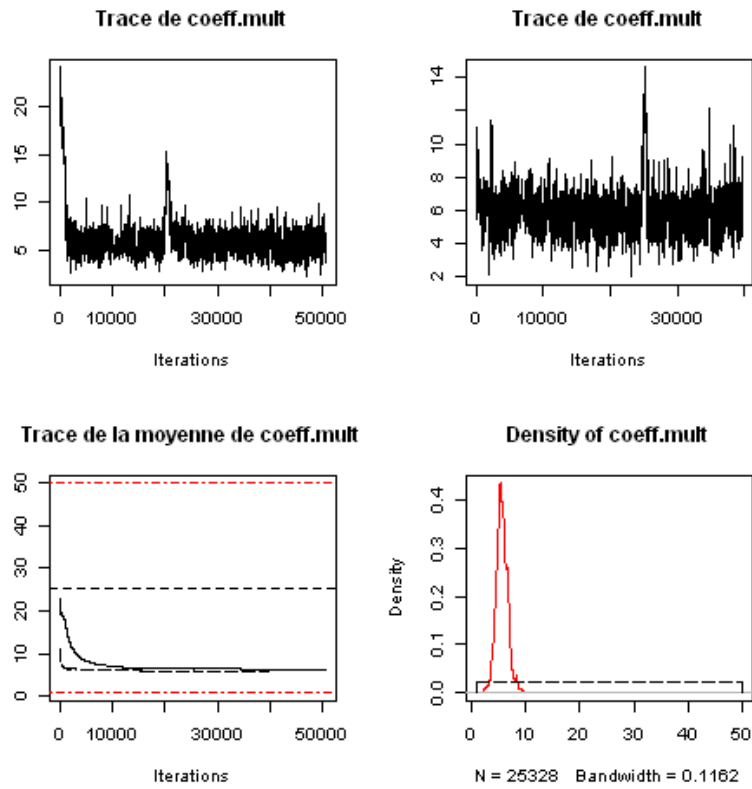 Trace de coeff.mult
20
15
10
5
0 10000 30000 50000
Iterations
Trace de coeff.mult
14
10
8
6
4
2
0 10000 30000
Iterations
Trace de la moyenne de coeff.mult
50
40
30
20
10
0
0 10000 30000 50000
Iterations
Density of coeff.mult
Density
0.4
0.3
0.2
0.1
0.0
0 10 20 30 40 50
N = 25328 Bandwidth = 0.1162